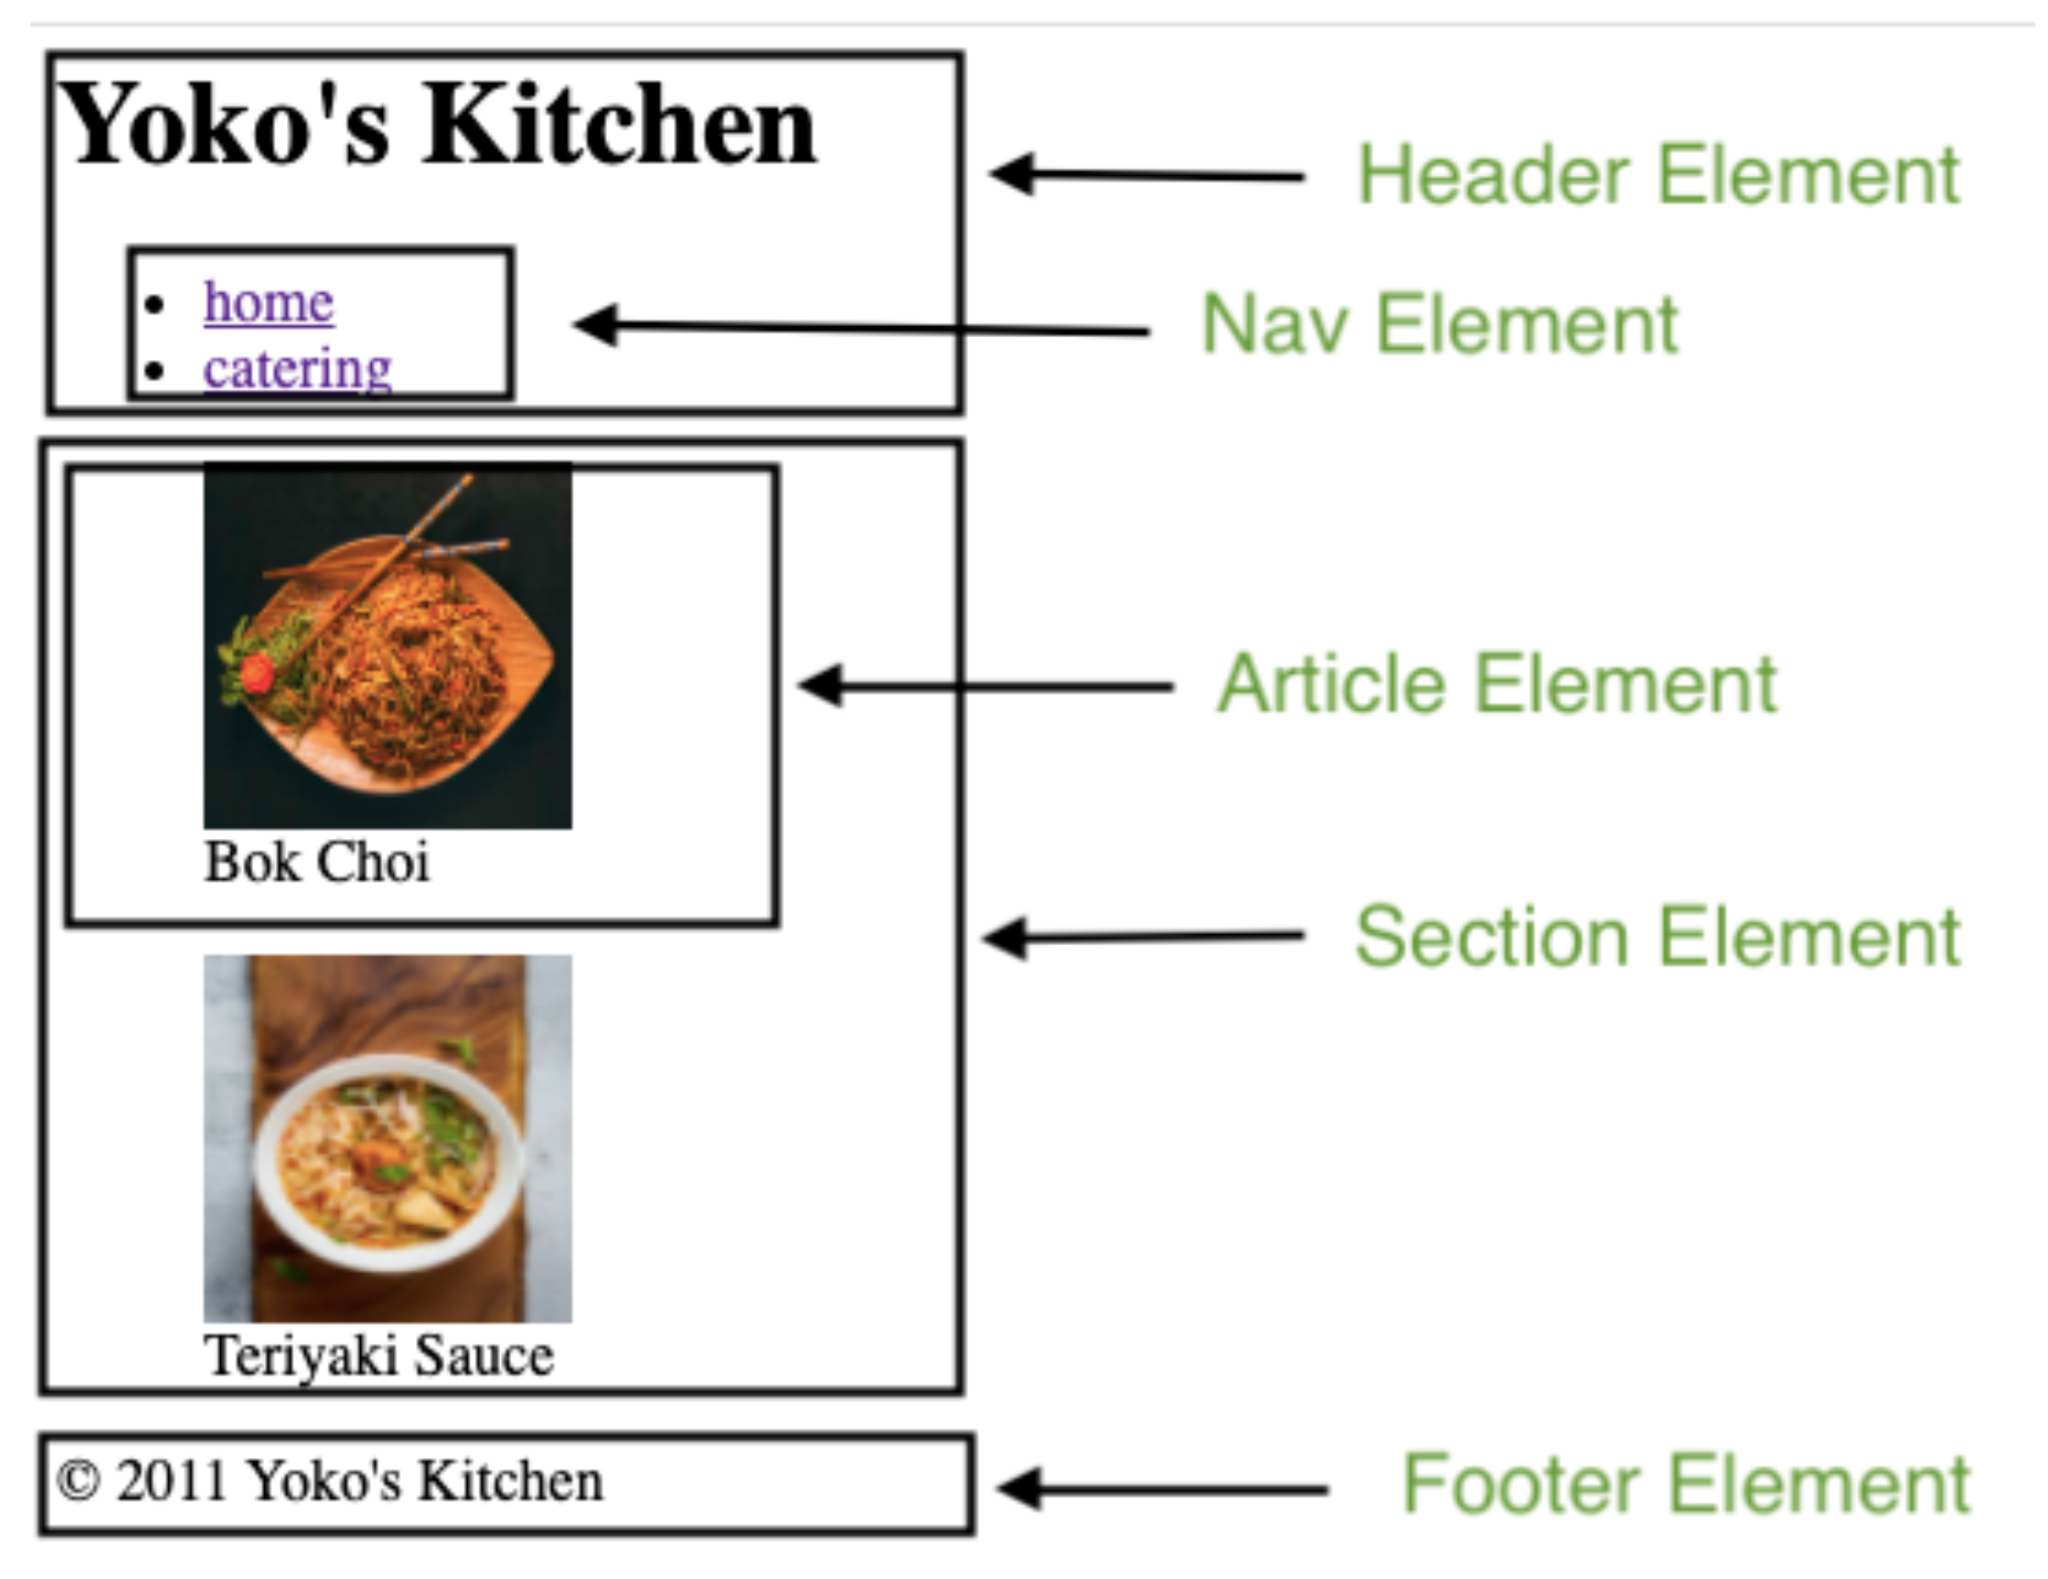 Yoko's Kitchen
Header Element
• home
Nav Element
• catering
Article Element
Bok Choi
Section Element
Teriyaki Sauce
© 2011 Yoko's Kitchen
Footer Element